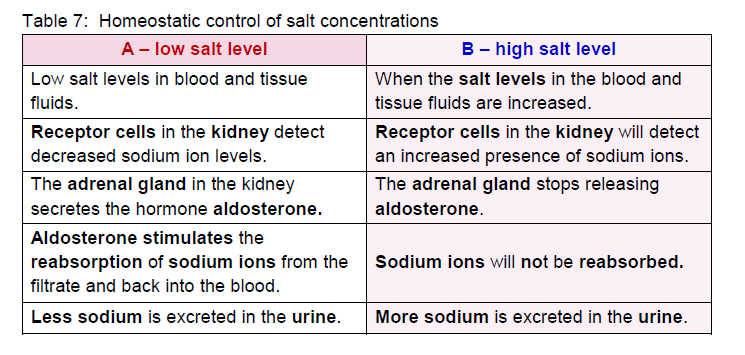 Table 7: Homeostatic control of salt concentrations
A – low salt level
B – high salt level
Low salt levels in blood and tissue
fluids.
When the salt levels in the blood and
tissue fluids are increased.
Receptor cells in the kidney detect
decreased sodium ion levels.
Receptor cells in the kidney will detect
an increased presence of sodium ions.
The adrenal gland in the kidney
secretes the hormone aldosterone.
The adrenal gland stops releasing
aldosterone.
Aldosterone stimulates the
reabsorption of sodium ions from the
filtrate and back into the blood.
Sodium ions will not be reabsorbed.
Less sodium is excreted in the urine.
More sodium is excreted in the urine.